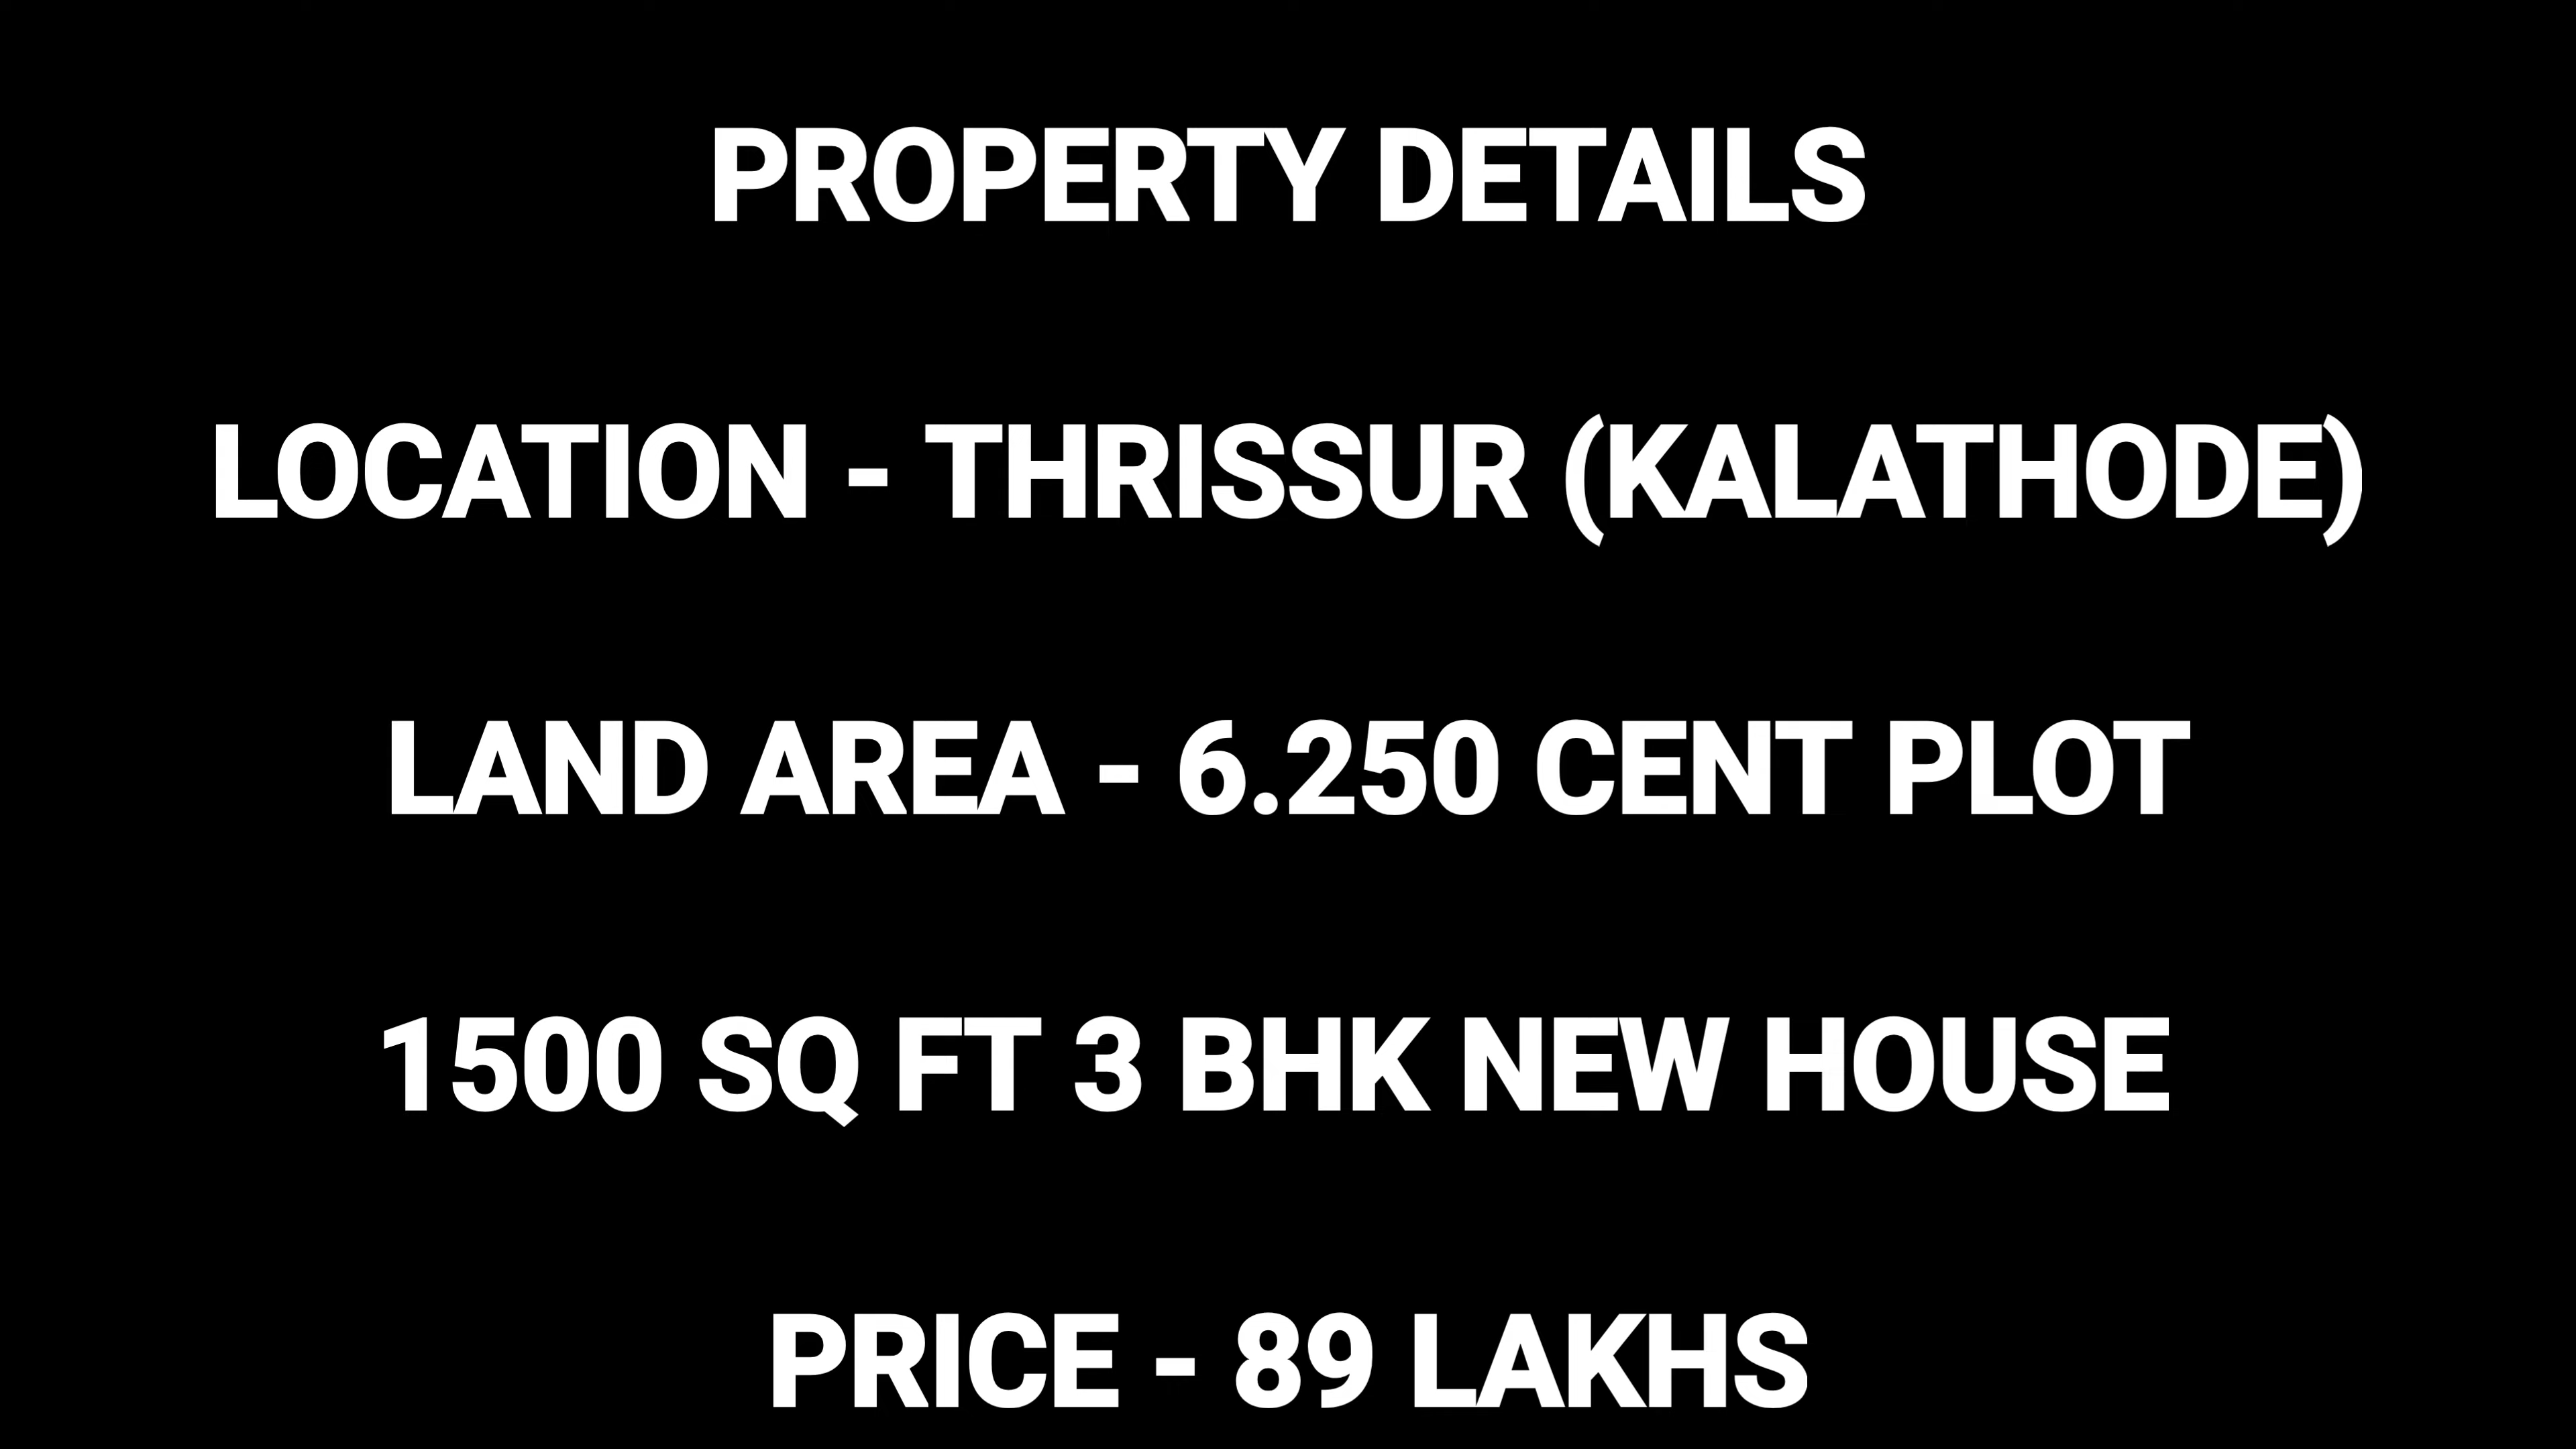 PROPERTY DETAILS
LOCATION - THRISSUR (KALATHODE)
LAND AREA - 6.250 CENT PLOT
1500 SQ FT 3 BHK NEW HOUSE
PRICE - 89 LAKHS